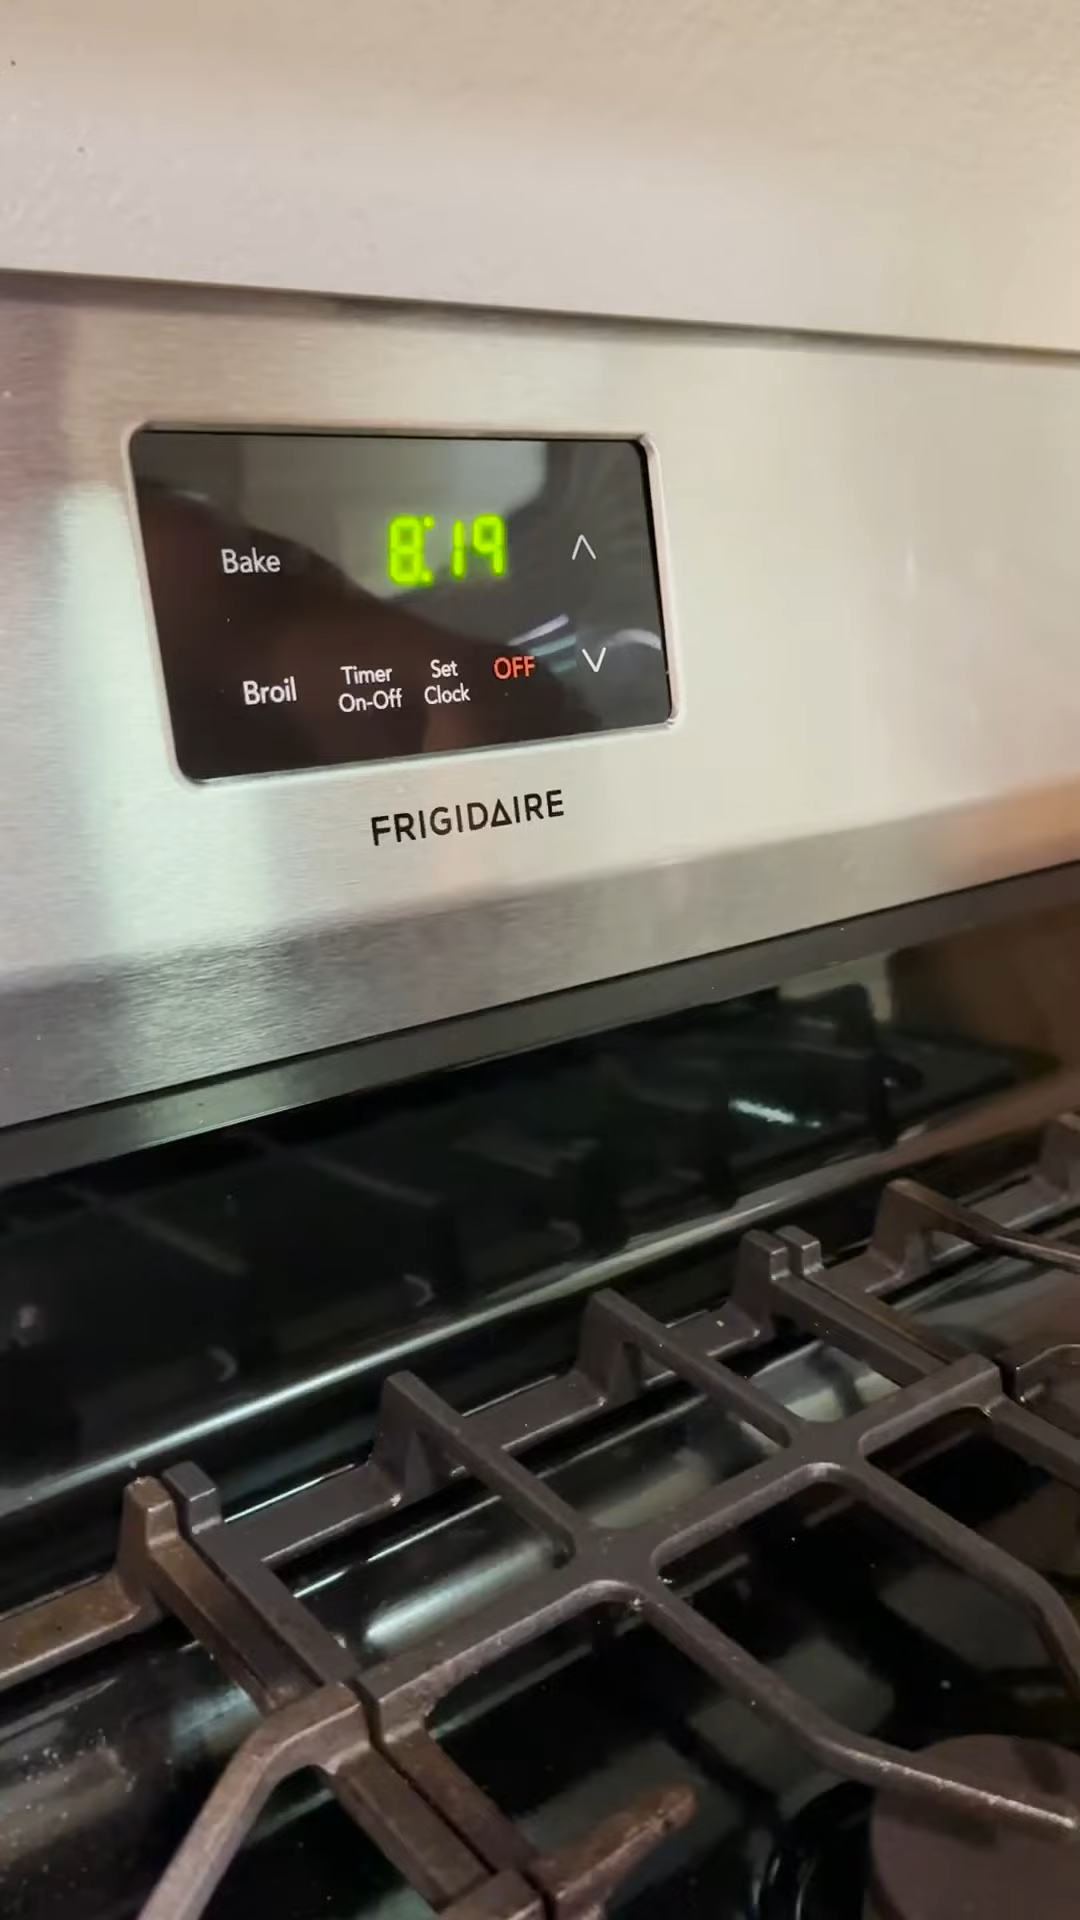 8:19
Bake
^
Broil
Timer
On-Off
Set
Clock
OFF
FRIGIDAIRE